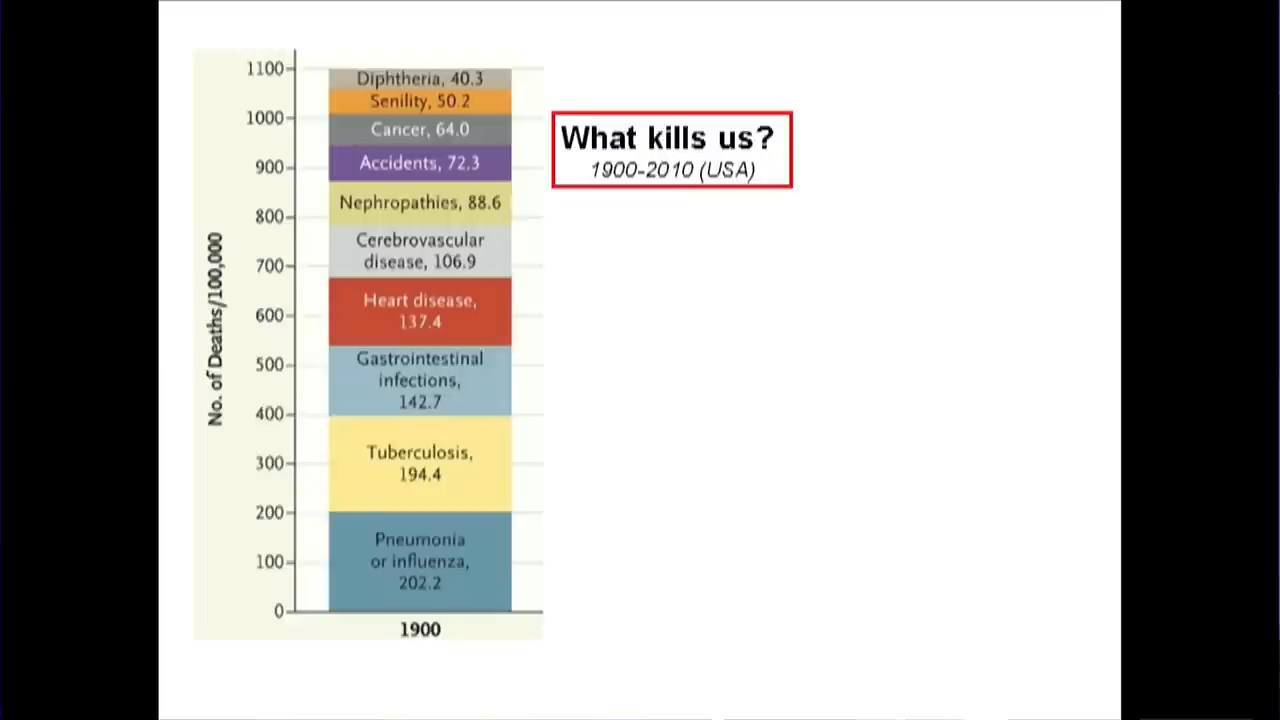 What kills us?
1900-2010 (USA)
No. of Deaths/100,000
1100
1000
900
800
700
600
500
400
300
200
100
0
Diphtheria, 40.3
Senility, 50.2
Cancer, 64.0
Accidents, 72.3
Nephropathies, 88.6
Cerebrovascular
disease, 106.9
Heart disease,
137.4
Gastrointestinal
infections,
142.7
Tuberculosis,
194.4
Pneumonia
or influenza,
202.2
1900